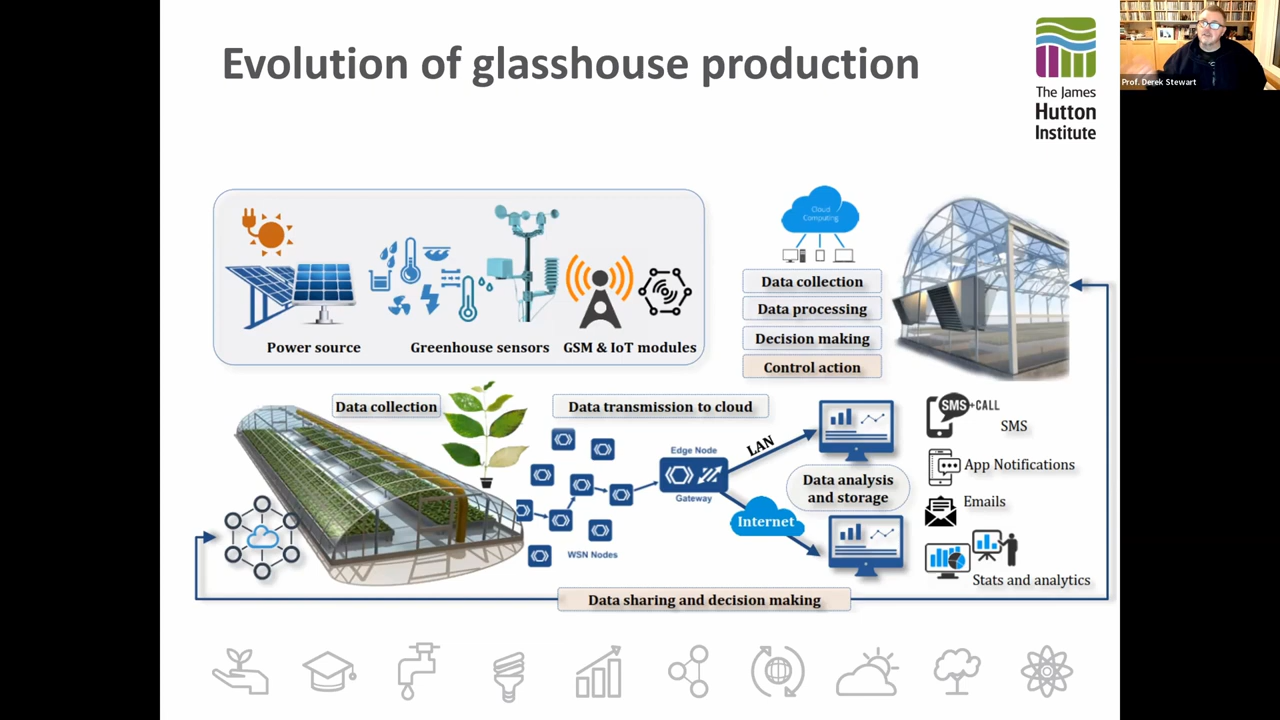 Evolution of glasshouse production
The James
Hutton
Institute
Prof. Derek Stewart
Power source
Greenhouse sensors
GSM & IoT modules
Cloud
Computing
Data collection
Data processing
Decision making
Control action
Data collection
Data transmission to cloud
WSN Nodes
Edge Node
Gateway
LAN
Internet
Data analysis
and storage
SMS+CALL
SMS
App Notifications
Emails
Stats and analytics
Data sharing and decision making